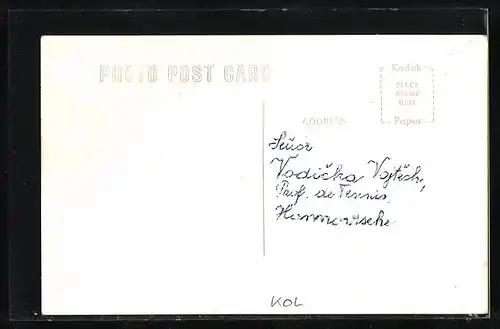 PHOTO POST CARD
Kodak
PLACE
STAMP
HERE
Paper
ADDRESS
Señor
Vodička Vojtěch,
Prof. de Tennis,
KOL